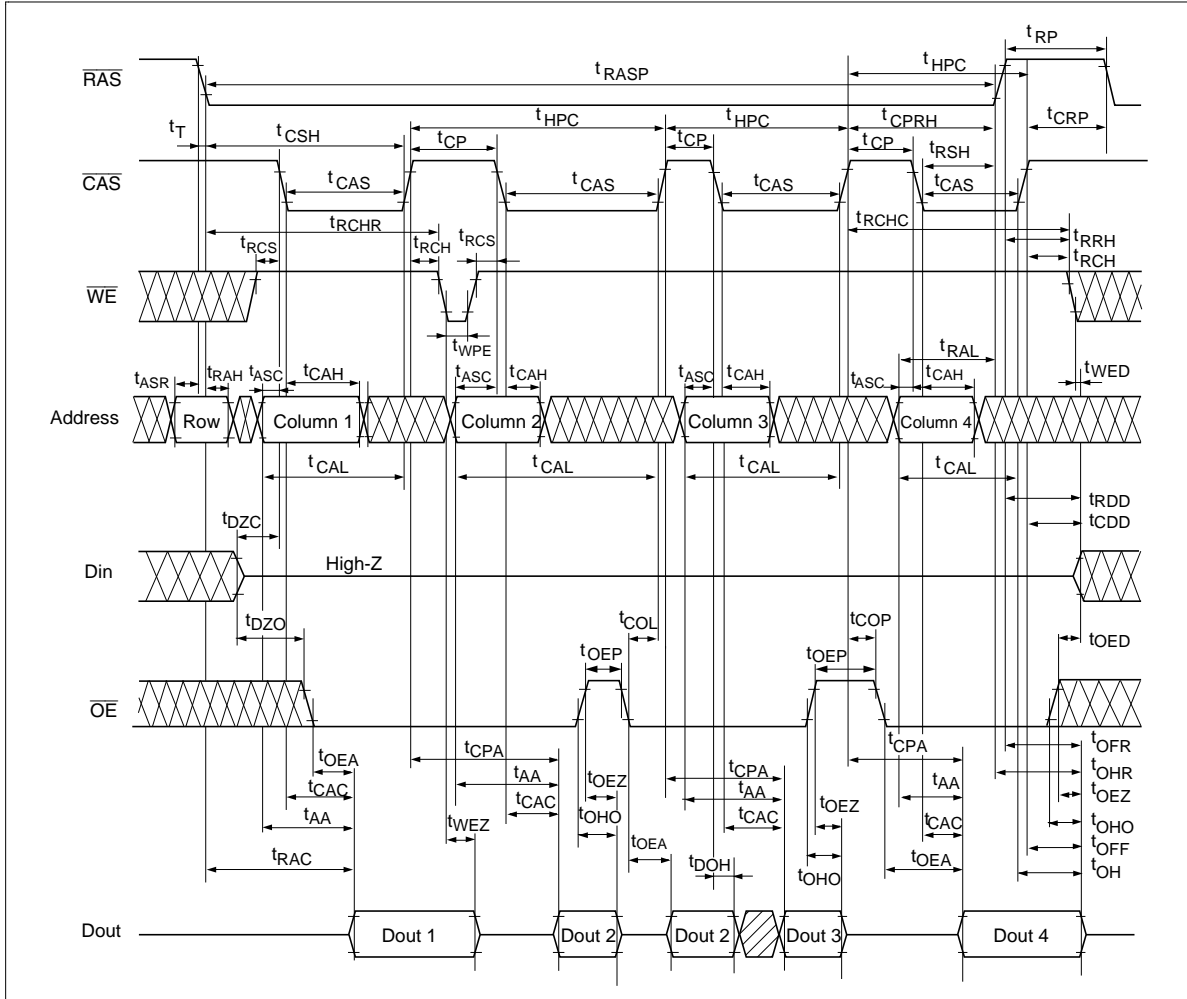 tRP
tRASP
tHPC
RAS
tT
tCSH
tHPC
tHPC
tCPRH
tCRP
tCP
tCP
tCP
tRSH
CAS
tCAS
tCAS
tCAS
tCAS
tRCHR
tRCHC
tRCS
tRCH
tRCS
tRRH
tRCH
WE
tWPE
tRAL
tWED
tASR
tRAH
tASC
tCAH
tASC
tCAH
tASC
tCAH
tASC
tCAH
Address
Row
Column 1
Column 2
Column 3
Column 4
tCAL
tCAL
tCAL
tCAL
tRDD
tDZC
tCDD
Din
High-Z
tDZO
tCOL
tCOP
tOED
tOEP
tOEP
OE
tOEA
tCPA
tCPA
tCPA
tOFR
tCAC
tAA
tOEZ
tAA
tAA
tOHR
tOEZ
tAA
tCAC
tOHO
tCAC
tOEZ
tCAC
tOHO
tWEZ
tOEA
tDOH
tOHO
tOEA
tOFF
tRAC
tOH
Dout
Dout 1
Dout 2
Dout 2
Dout 3
Dout 4